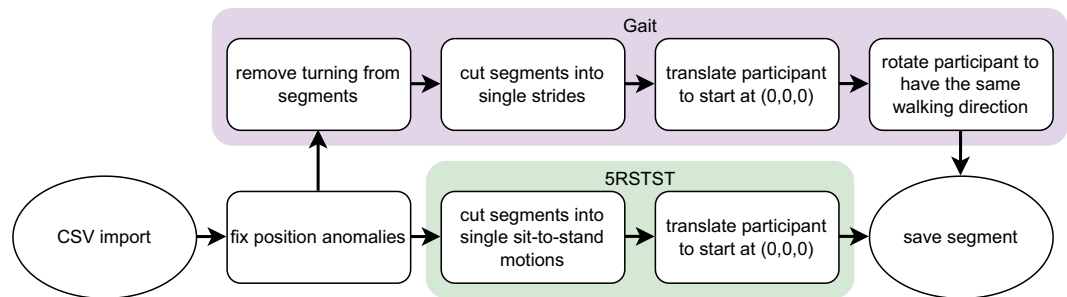 Gait
remove turning from
segments
cut segments into
single strides
translate participant
to start at (0,0,0)
rotate participant to
have the same
walking direction
5RSTST
CSV import
fix position anomalies
cut segments into
single sit-to-stand
motions
translate participant
to start at (0,0,0)
save segment